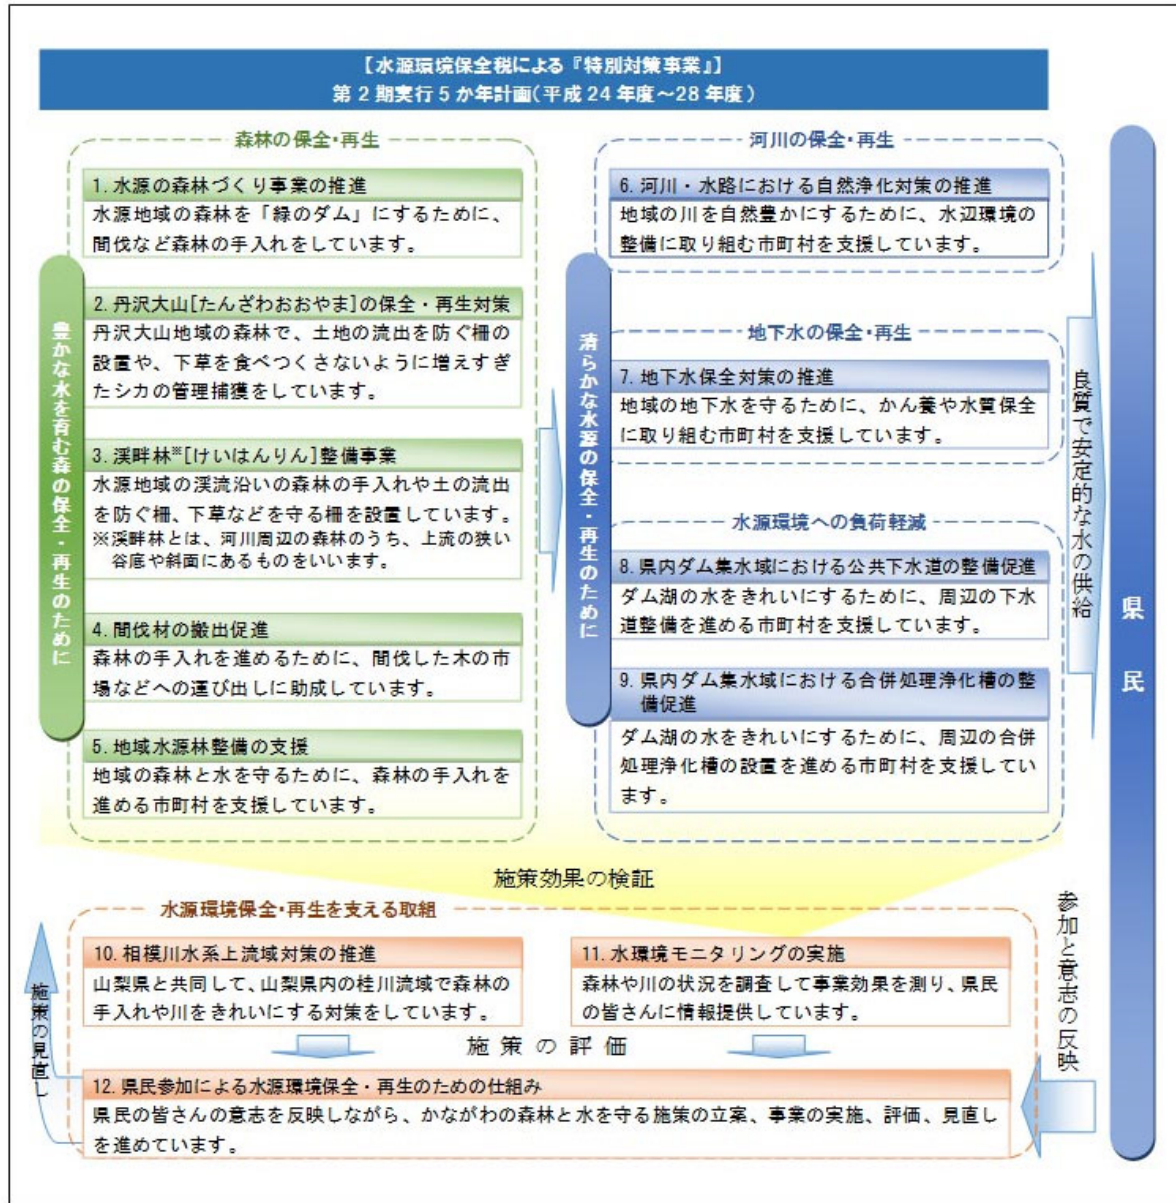 【水源環境保全税による『特別対策事業』】
第2期実行5か年計画(平成24年度～28年度)
森林の保全・再生
豊かな水を育む森の保全・再生のために
1. 水源の森林づくり事業の推進
水源地域の森林を「緑のダム」にするために、
間伐など森林の手入れをしています。
2. 丹沢大山[たんざわおおやま]の保全・再生対策
丹沢大山地域の森林で、土地の流出を防ぐ柵の
設置や、下草を食べつくさないように増えすぎ
たシカの管理捕獲をしています。
3. 渓畔林※[けいはんりん]整備事業
水源地域の渓流沿いの森林の手入れや土の流出
を防ぐ柵、下草などを守る柵を設置しています。
※渓畔林とは、河川周辺の森林のうち、上流の狭い
谷底や斜面にあるものをいいます。
4. 間伐材の搬出促進
森林の手入れを進めるために、間伐した木の市
場などへの運び出しに助成しています。
5. 地域水源林整備の支援
地域の森林と水を守るために、森林の手入れを
進める市町村を支援しています。
清らかな水源の保全・再生のために
河川の保全・再生
6. 河川・水路における自然浄化対策の推進
地域の川を自然豊かにするために、水辺環境の
整備に取り組む市町村を支援しています。
地下水の保全・再生
7. 地下水保全対策の推進
地域の地下水を守るために、かん養や水質保全
に取り組む市町村を支援しています。
水源環境への負荷軽減
8. 県内ダム集水域における公共下水道の整備促進
ダム湖の水をきれいにするために、周辺の下水
道整備を進める市町村を支援しています。
9. 県内ダム集水域における合併処理浄化槽の整
備促進
ダム湖の水をきれいにするために、周辺の合併
処理浄化槽の設置を進める市町村を支援してい
ます。
良質で安定的な水の供給
県民
施策効果の検証
水源環境保全・再生を支える取組
10. 相模川水系上流域対策の推進
山梨県と共同して、山梨県内の桂川流域で森林の
手入れや川をきれいにする対策をしています。
11. 水環境モニタリングの実施
森林や川の状況を調査して事業効果を測り、県民
の皆さんに情報提供しています。
施策の評価
12. 県民参加による水源環境保全・再生のための仕組み
県民の皆さんの意志を反映しながら、かながわの森林と水を守る施策の立案、事業の実施、評価、見直し
を進めています。
施策の見直し
参加と意志の反映